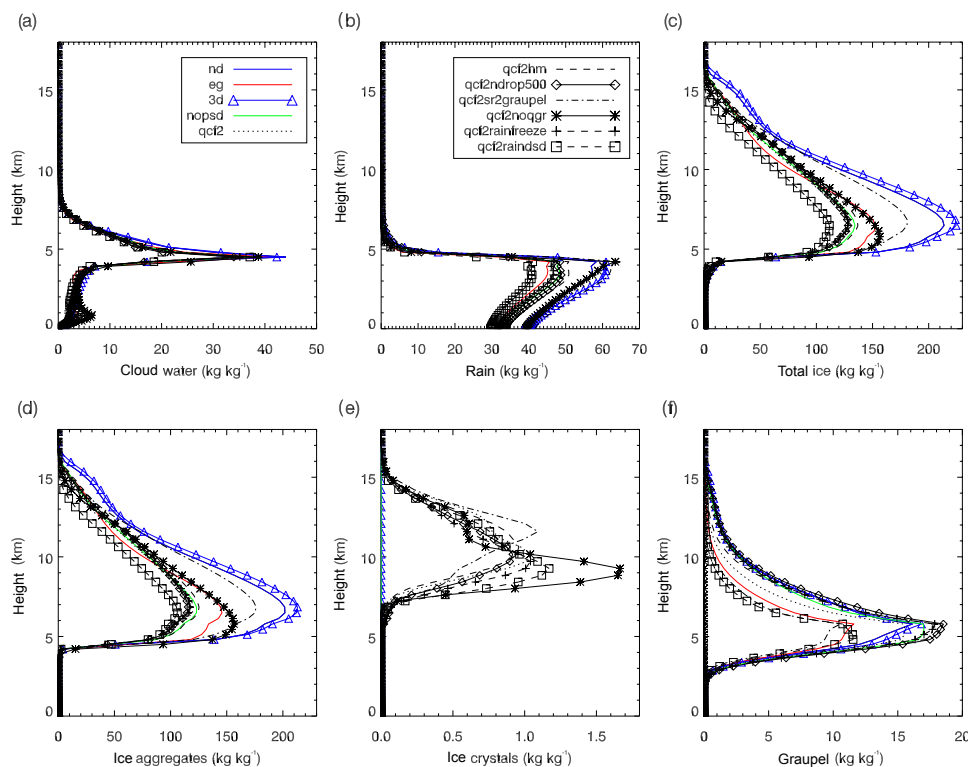 (a)
(b)
(c)
Height (km)
15
10
5
0
nd
eg
3d
nopsd
qcf2
0 10 20 30 40 50
Cloud water (kg kg-1)
Height (km)
15
10
5
0
qcf2hm
qcf2ndrop500
qcf2sr2graupel
qcf2noqgr
qcf2rainfreeze
qcf2raindsd
0 10 20 30 40 50 60 70
Rain (kg kg-1)
Height (km)
15
10
5
0
0 50 100 150 200
Total ice (kg kg-1)
(d)
(e)
(f)
Height (km)
15
10
5
0
0 50 100 150 200
Ice aggregates (kg kg-1)
Height (km)
15
10
5
0
0.0 0.5 1.0 1.5
Ice crystals (kg kg-1)
Height (km)
15
10
5
0
0 5 10 15 20
Graupel (kg kg-1)